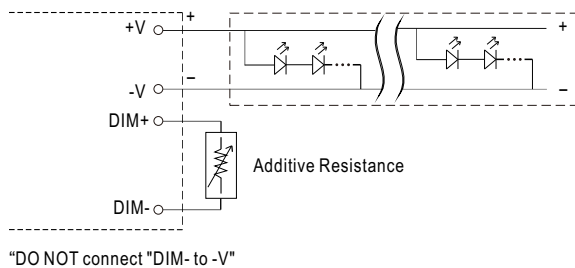 +V
+
+
-V
−
−
DIM+
Additive Resistance
DIM-
“DO NOT connect "DIM- to -V"